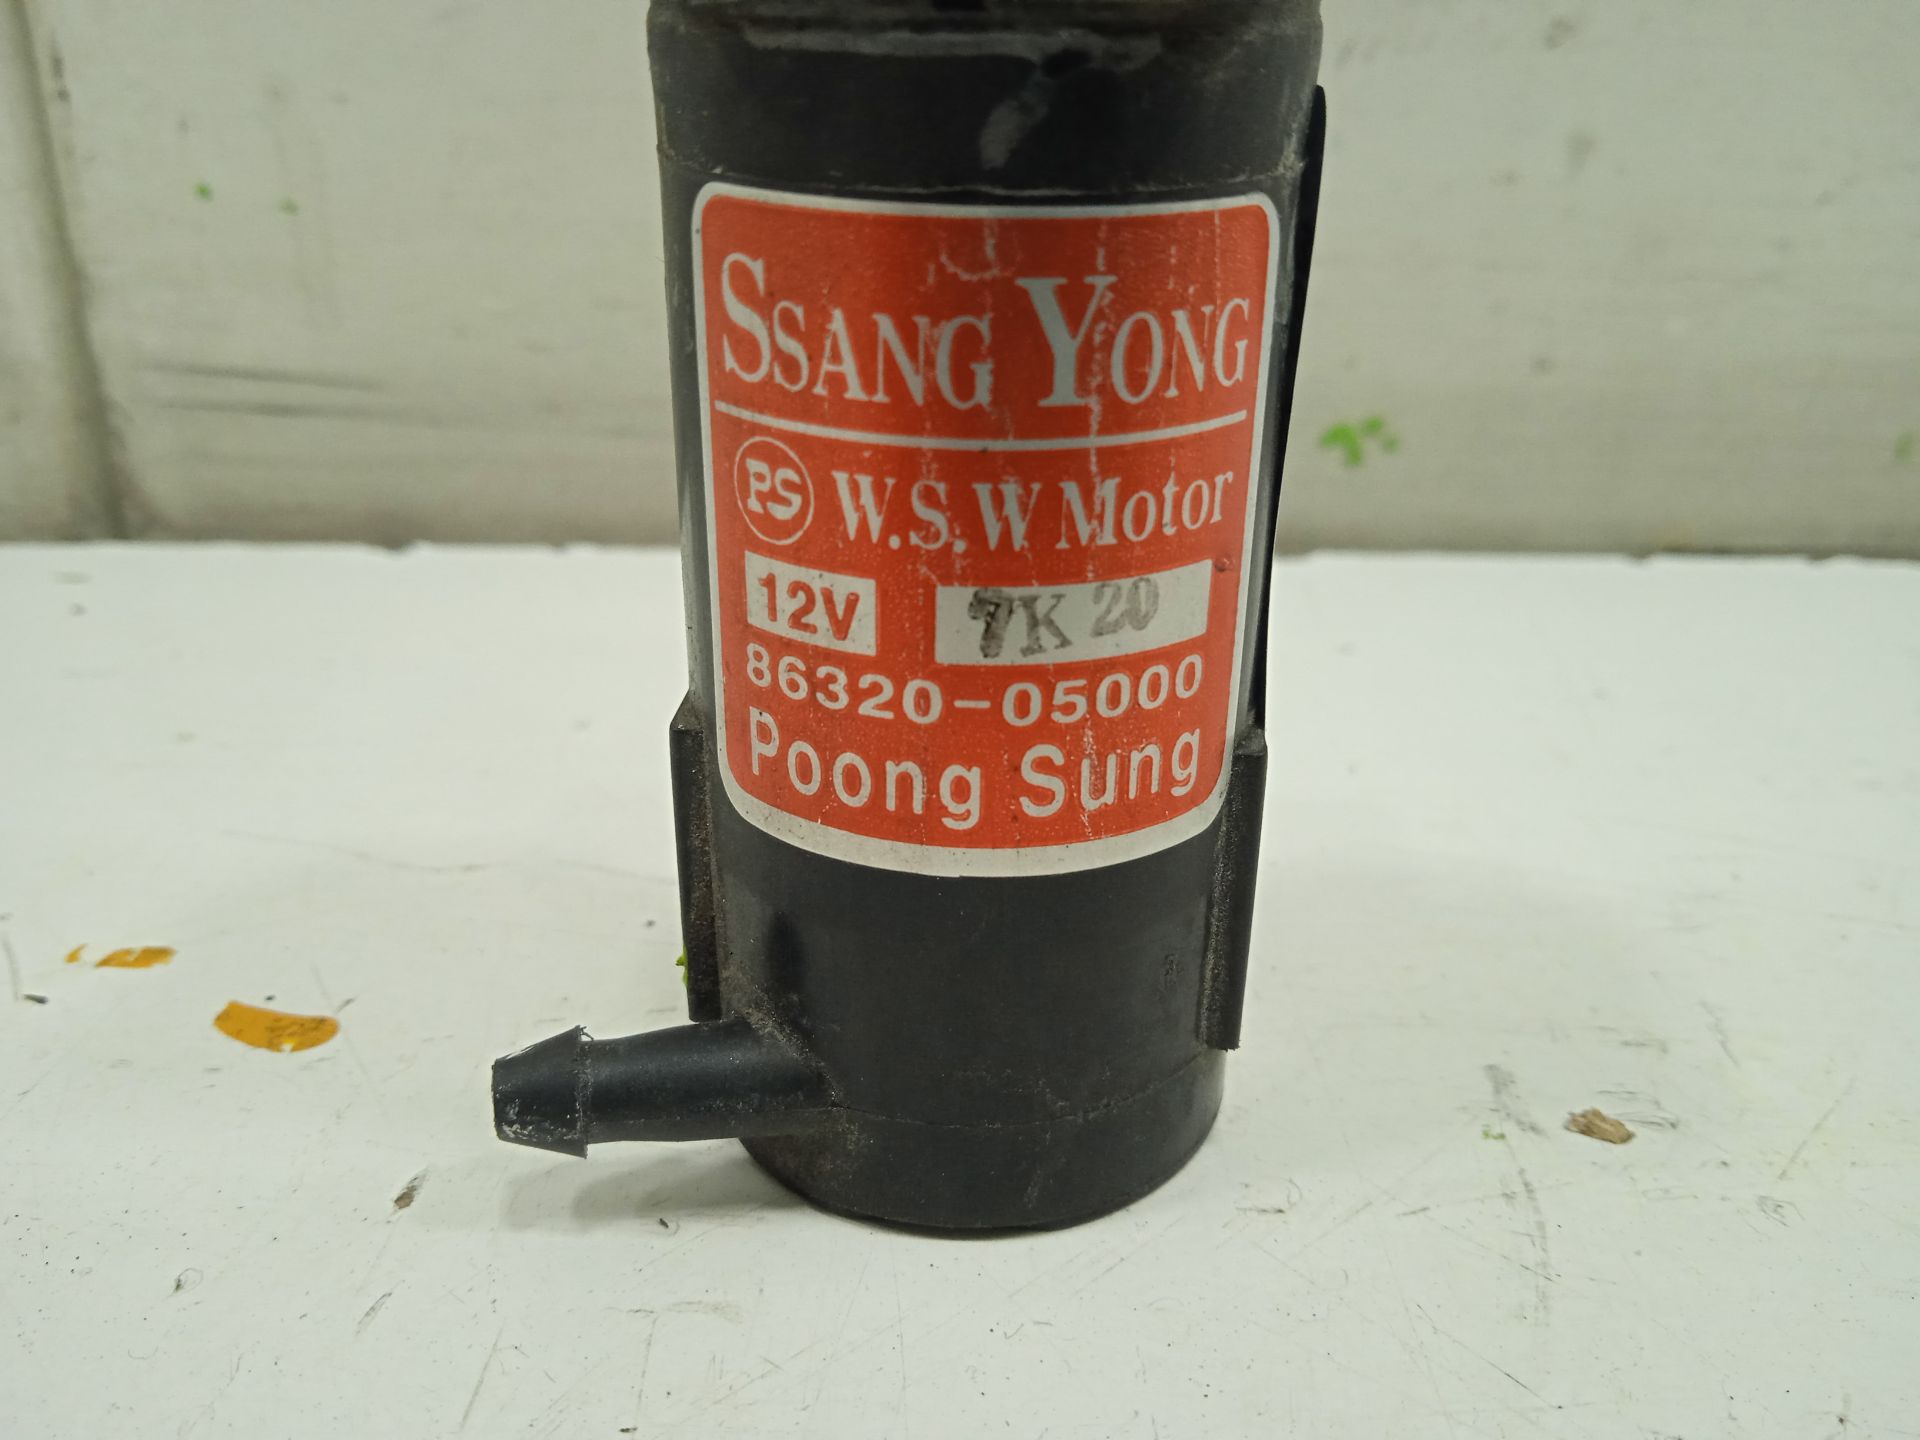 SSANG YONG
PS W.S.W Motor
12V 7K 20
86320-05000
Poong Sung